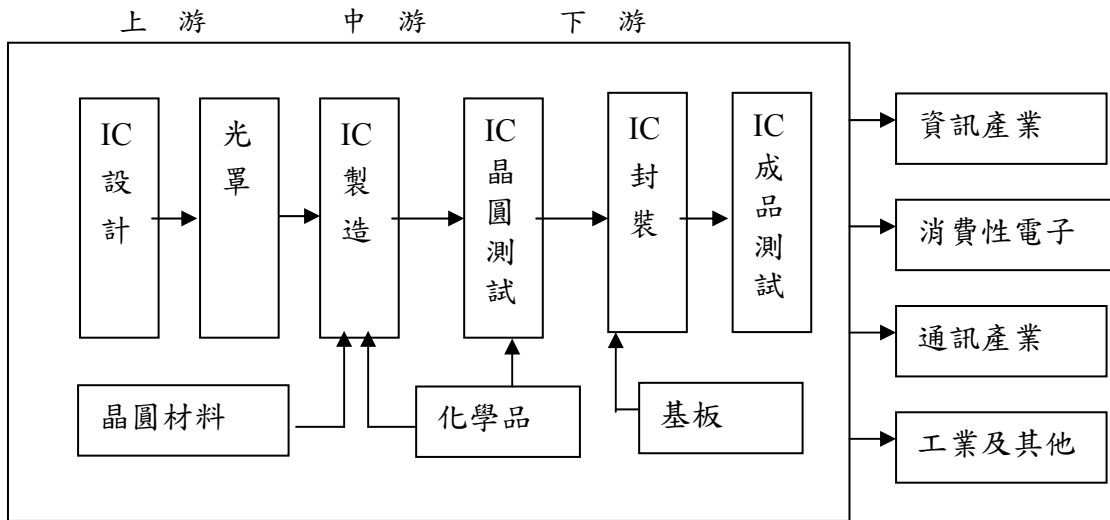 上 游 中 游 下 游
IC設計
光罩
IC製造
IC晶圓測試
IC封裝
IC成品測試
晶圓材料
化學品
基板
資訊產業
消費性電子
通訊產業
工業及其他